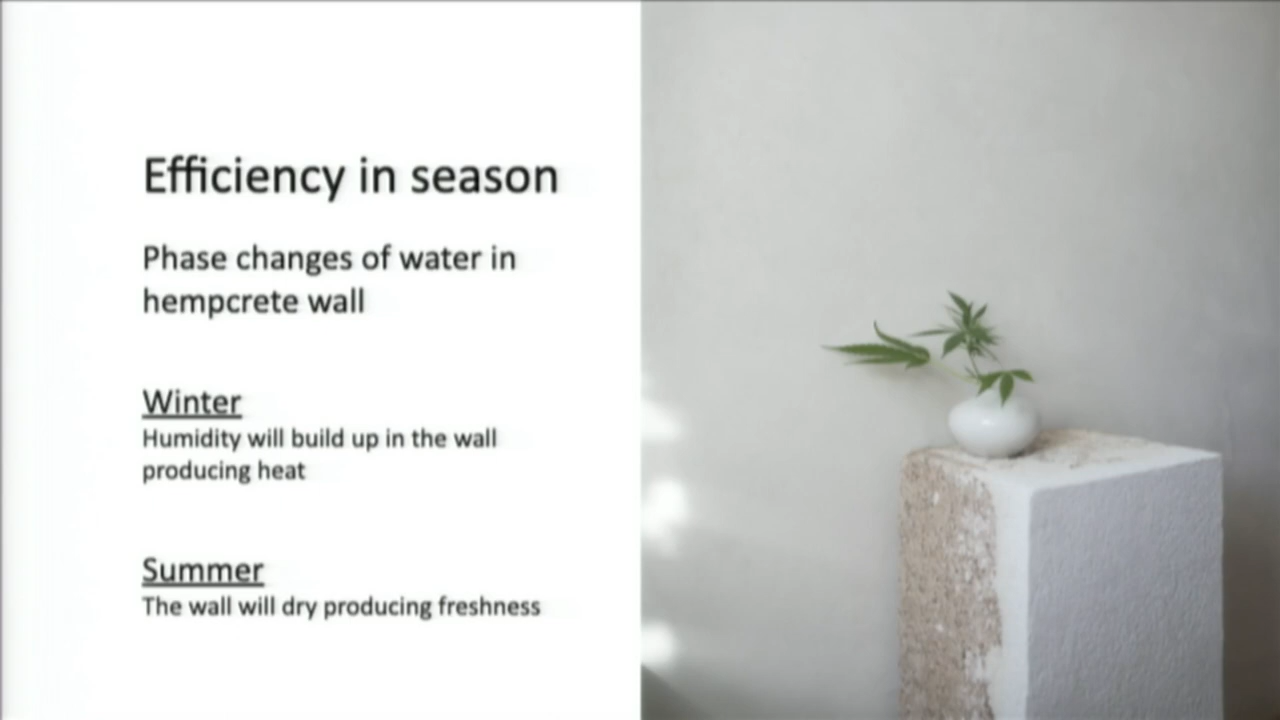 Efficiency in season
Phase changes of water in
hempcrete wall
Winter
Humidity will build up in the wall
producing heat
Summer
The wall will dry producing freshness